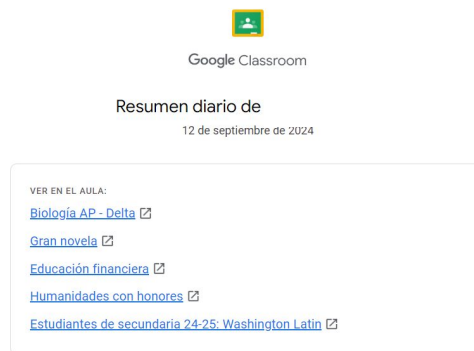 Google Classroom
Resumen diario de
12 de septiembre de 2024
VER EN EL AULA:
Biología AP - Delta
Gran novela
Educación financiera
Humanidades con honores
Estudiantes de secundaria 24-25: Washington Latin